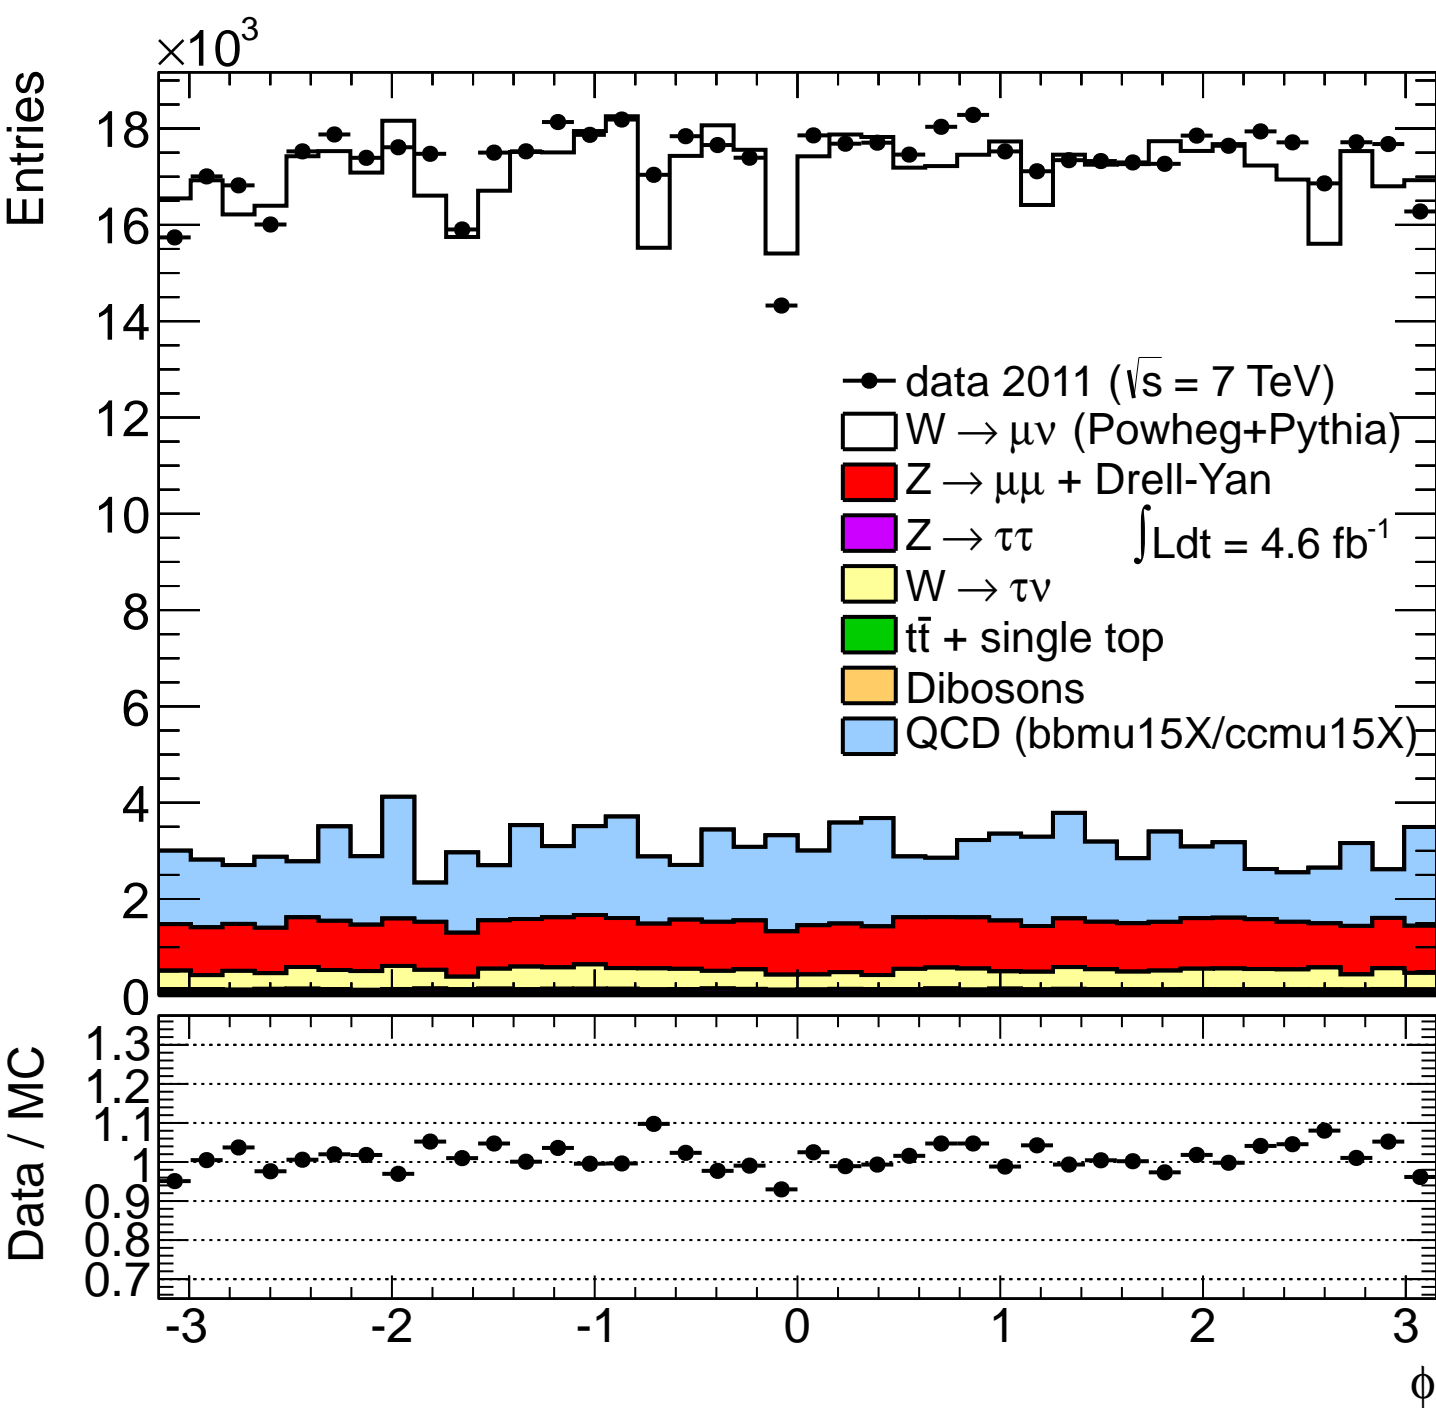 ×10³
Entries
18
16
14
12
10
8
6
4
2
0
data 2011 (√s = 7 TeV)
W → μν (Powheg+Pythia)
Z → μμ + Drell-Yan
Z → ττ
∫Ldt = 4.6 fb⁻¹
W → τν
tt̄ + single top
Dibosons
QCD (bbmu15X/ccmu15X)
Data / MC
1.3
1.2
1.1
1
0.9
0.8
0.7
-3 -2 -1 0 1 2 3
ϕ